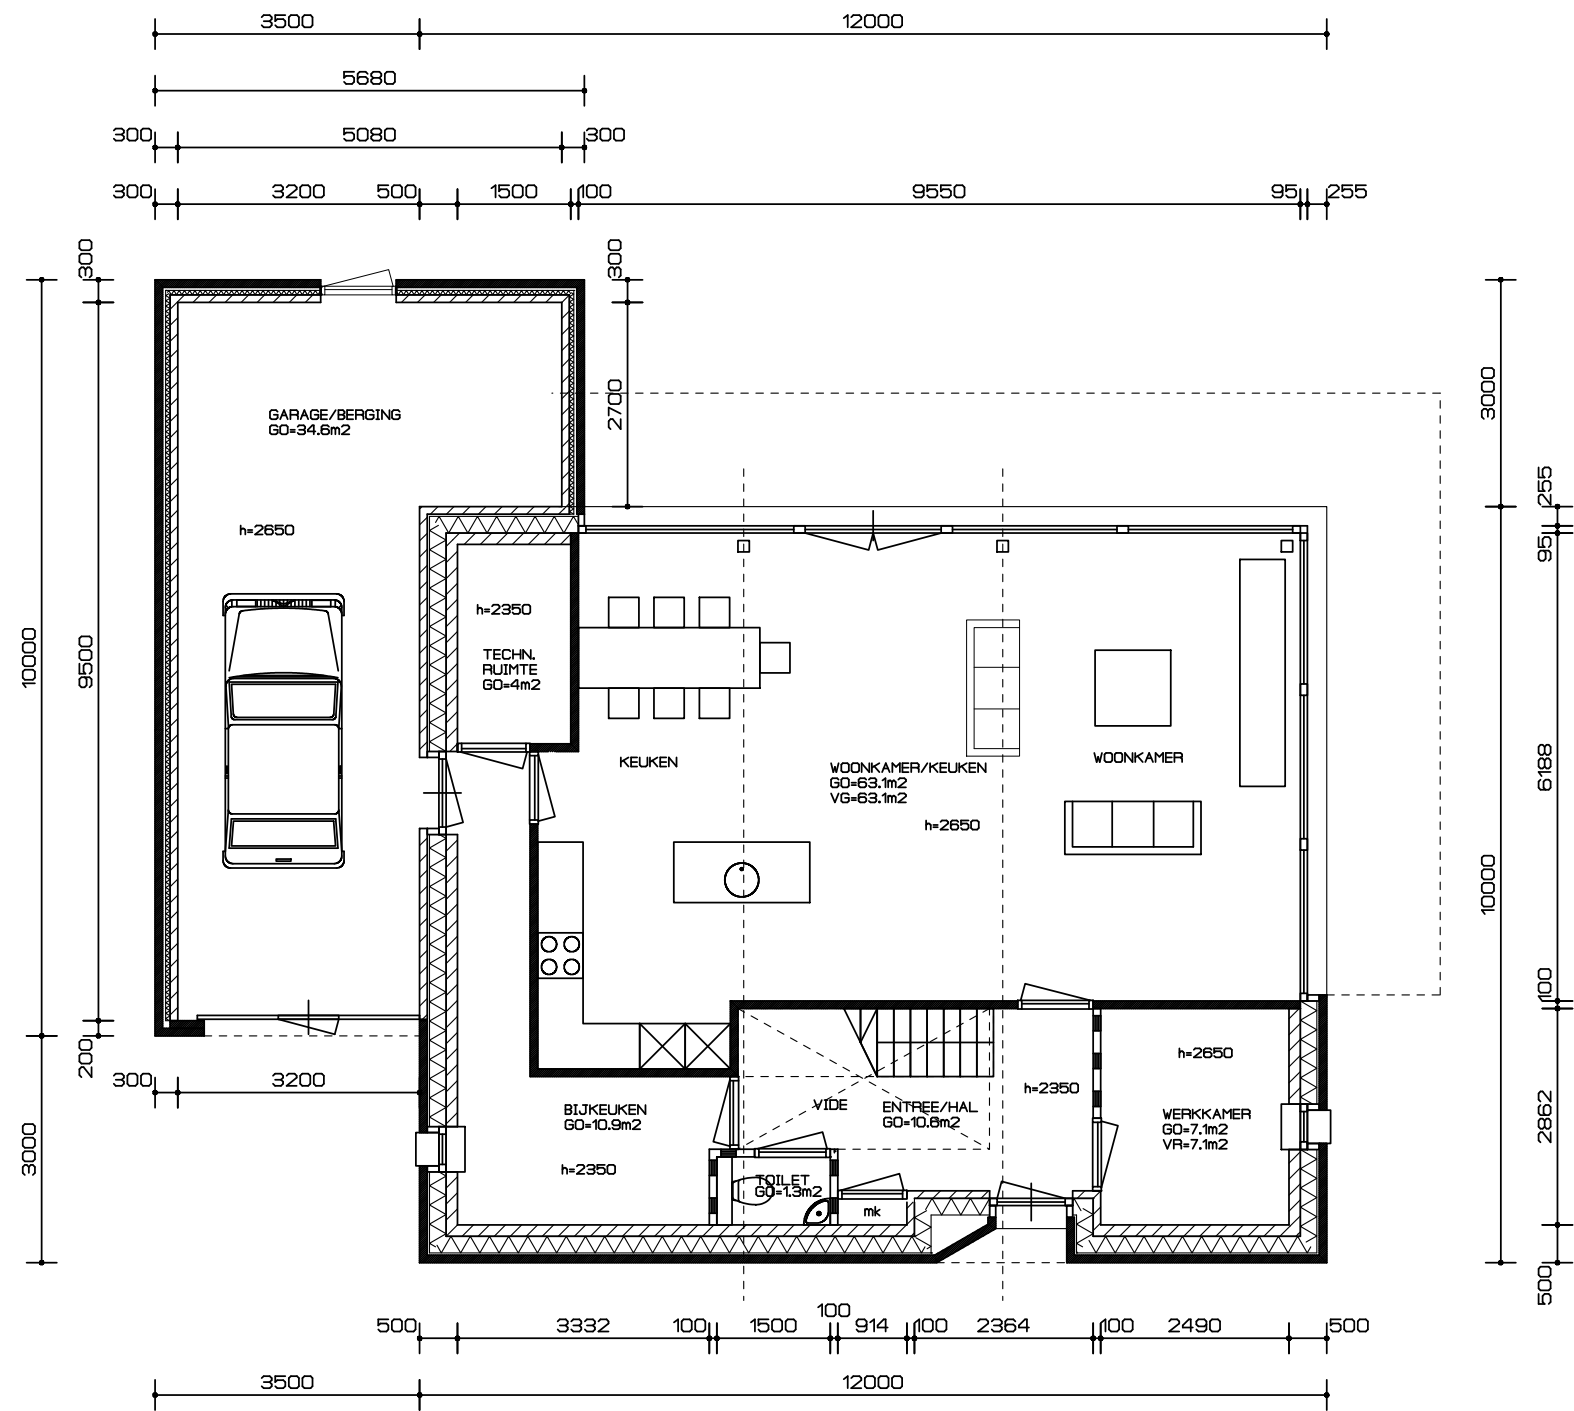 3500 12000
5680
300 5080 300
300 3200 500 1500 100 9550 95 255
300 300
10000 9500 2700 3000
GARAGE/BERGING
GO=34.6m2
h=2650
255
95
h=2350
TECHN.
RUIMTE
GO=4m2
KEUKEN
WOONKAMER/KEUKEN
GO=63.1m2
VG=63.1m2
h=2650
WOONKAMER
6188
10000
100
200
300 3200
3000
h=2650
h=2350
VIDE
ENTREE/HAL
GO=10.6m2
BIJKEUKEN
GO=10.9m2
h=2350
WERKKAMER
GO=7.1m2
VR=7.1m2
2862
TOILET
GO=1.3m2
mk
500
100
500 3332 100 1500 914 100 2364 100 2490 500
3500 12000